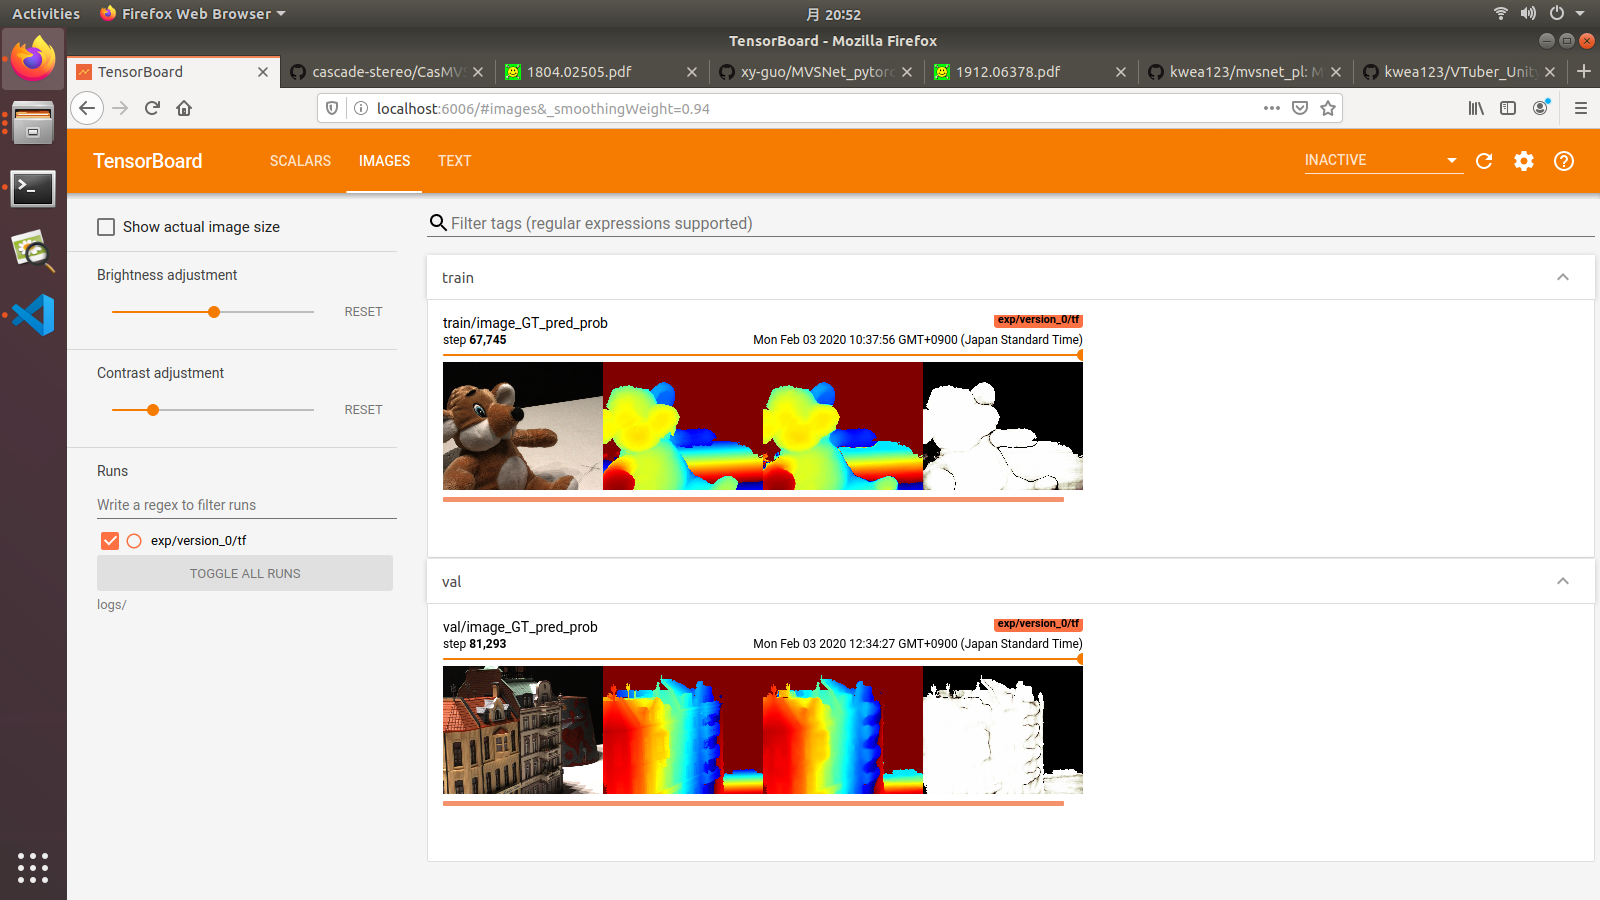 Activities Firefox Web Browser 月 20:52
TensorBoard - Mozilla Firefox
TensorBoard cascade-stereo/CasMVS 1804.02505.pdf xy-guo/MVSNet_pytorc 1912.06378.pdf kwea123/mvsnet_pl: M kwea123/VTuber_Unity
localhost:6006/#images&_smoothingWeight=0.94
TensorBoard SCALARS IMAGES TEXT INACTIVE
Show actual image size
Filter tags (regular expressions supported)
Brightness adjustment
RESET
Contrast adjustment
RESET
Runs
Write a regex to filter runs
exp/version_0/tf
TOGGLE ALL RUNS
logs/
train
train/image_GT_pred_prob exp/version_0/tf
step 67,745 Mon Feb 03 2020 10:37:56 GMT+0900 (Japan Standard Time)
val
val/image_GT_pred_prob exp/version_0/tf
step 81,293 Mon Feb 03 2020 12:34:27 GMT+0900 (Japan Standard Time)